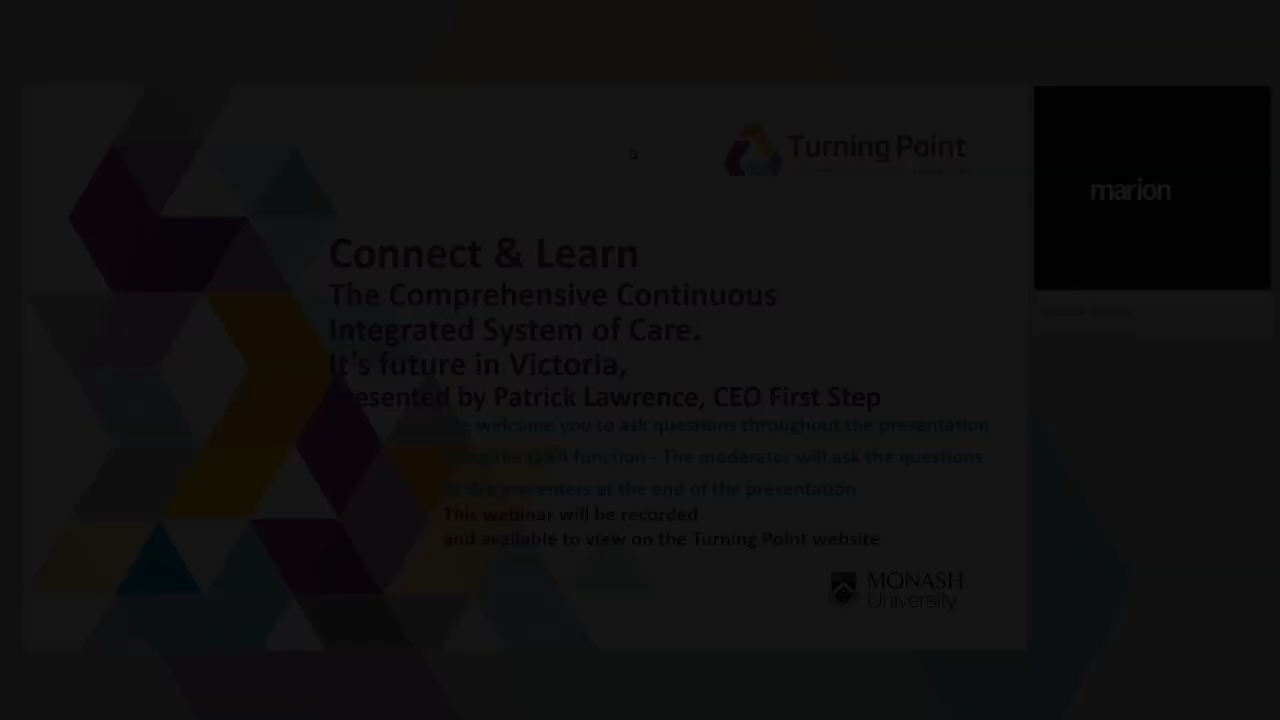 Turning Point
marion
Connect & Learn
The Comprehensive Continuous
Integrated System of Care.
It's future in Victoria,
Presented by Patrick Lawrence, CEO First Step
We welcome you to ask questions throughout the presentation
using the Q&A function - The moderator will ask the questions
to the presenters at the end of the presentation
This webinar will be recorded
and available to view on the Turning Point website
MONASH
University